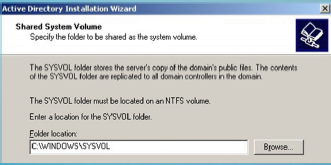 Active Directory Installation Wizard
Shared System Volume
Specify the folder to be shared as the system volume.
The SYSVOL folder stores the server's copy of the domain's public files. The contents
of the SYSVOL folder are replicated to all domain controllers in the domain.
The SYSVOL folder must be located on an NTFS volume.
Enter a location for the SYSVOL folder.
Folder location:
C:\WINDOWS\SYSVOL
Browse...